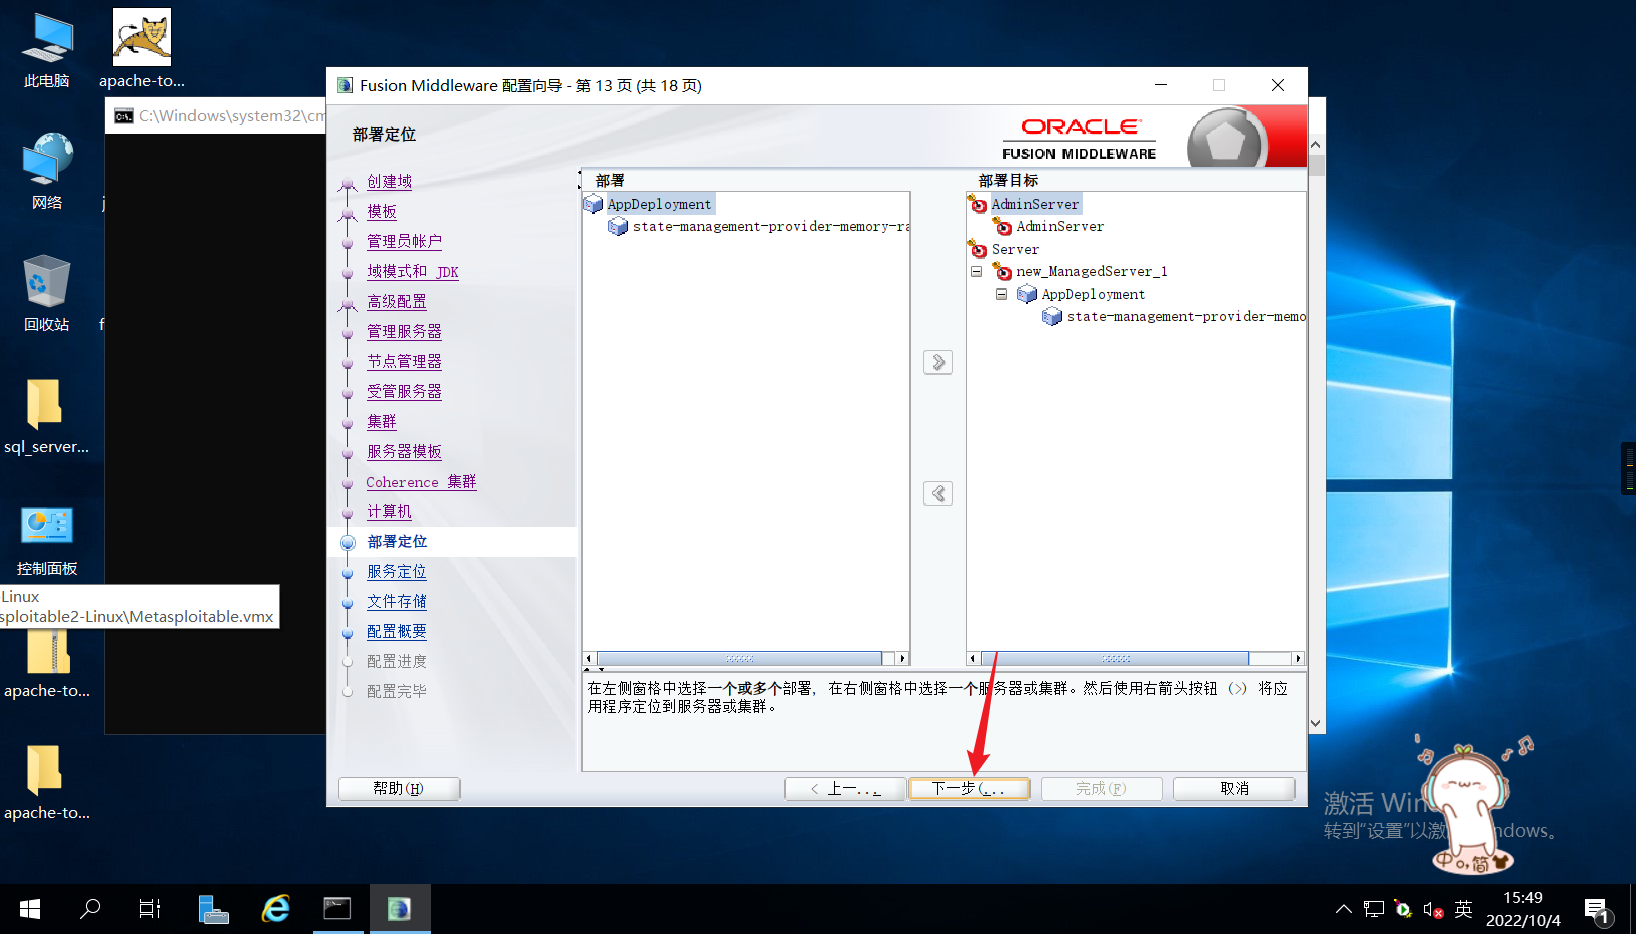 此电脑
apache-to...
网络
回收站
sql_server...
控制面板
-Linux
sploitable2-Linux\Metasploitable.vmx
apache-to...
apache-to...
C:\Windows\system32\cm
Fusion Middleware 配置向导 - 第 13 页 (共 18 页)
部署定位
ORACLE
FUSION MIDDLEWARE
创建域
模板
管理员帐户
域模式和 JDK
高级配置
管理服务器
节点管理器
受管服务器
集群
服务器模板
Coherence 集群
计算机
部署定位
服务定位
文件存储
配置概要
配置进度
配置完毕
部署
AppDeployment
state-management-provider-memory-ra
部署目标
AdminServer
AdminServer
Server
new_ManagedServer_1
AppDeployment
state-management-provider-memo
在左侧窗格中选择一个或多个部署, 在右侧窗格中选择一个服务器或集群。然后使用右箭头按钮 (>) 将应
用程序定位到服务器或集群。
帮助(H)
< 上一...
下一步(...
完成(F)
取消
激活 Win
转到"设置"以激 ndows。
中 简
英
15:49
2022/10/4
1